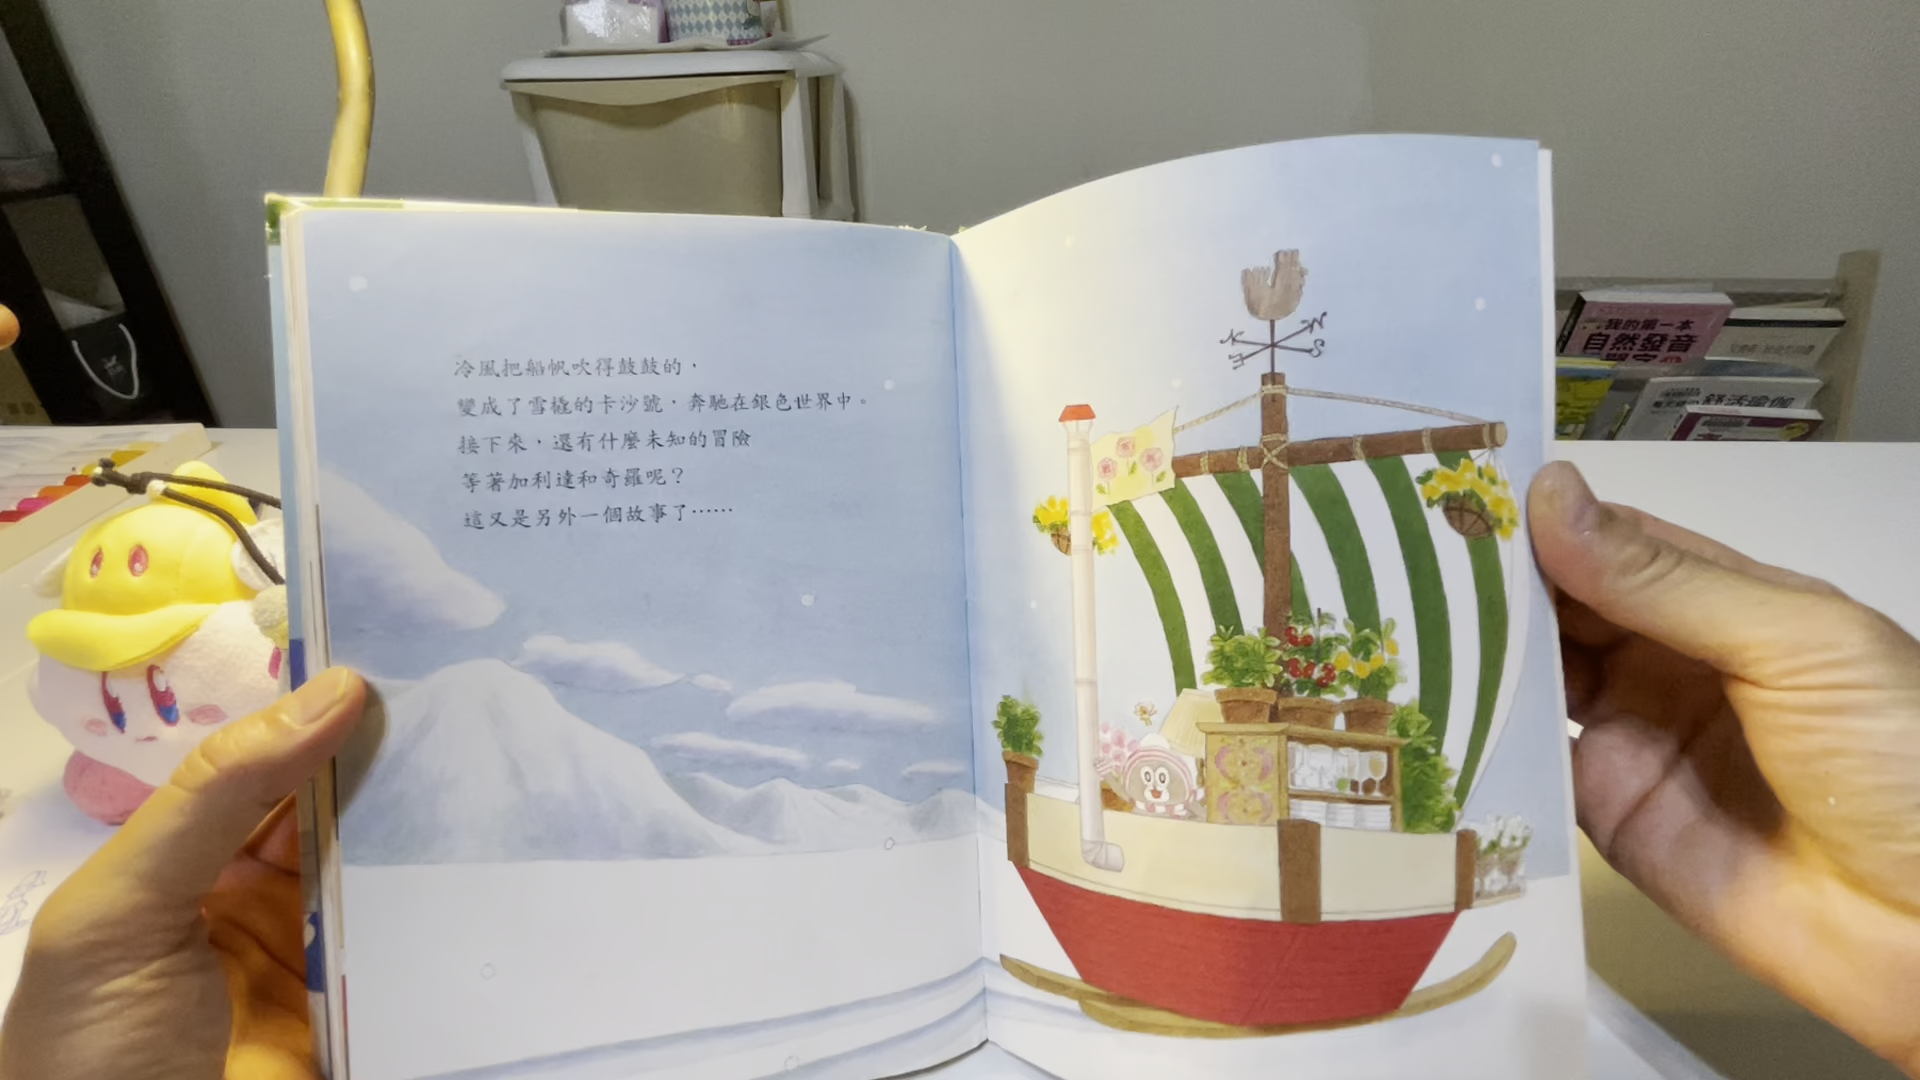 冷風把船帆吹得鼓鼓的，
變成了雪橇的卡沙號，奔馳在銀色世界中。
接下來，還有什麼未知的冒險
等著加利達和奇羅呢？
這又是另外一個故事了……
我的第一本
自然發音